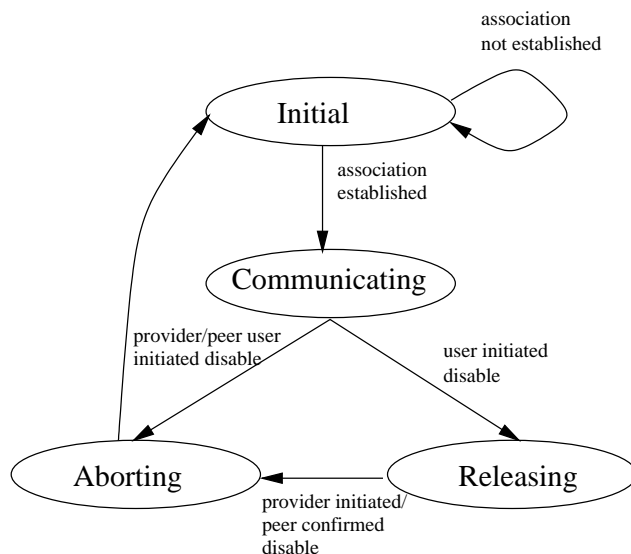 association
not established
Initial
association
established
Communicating
provider/peer user
initiated disable
user initiated
disable
Aborting
Releasing
provider initiated/
peer confirmed
disable